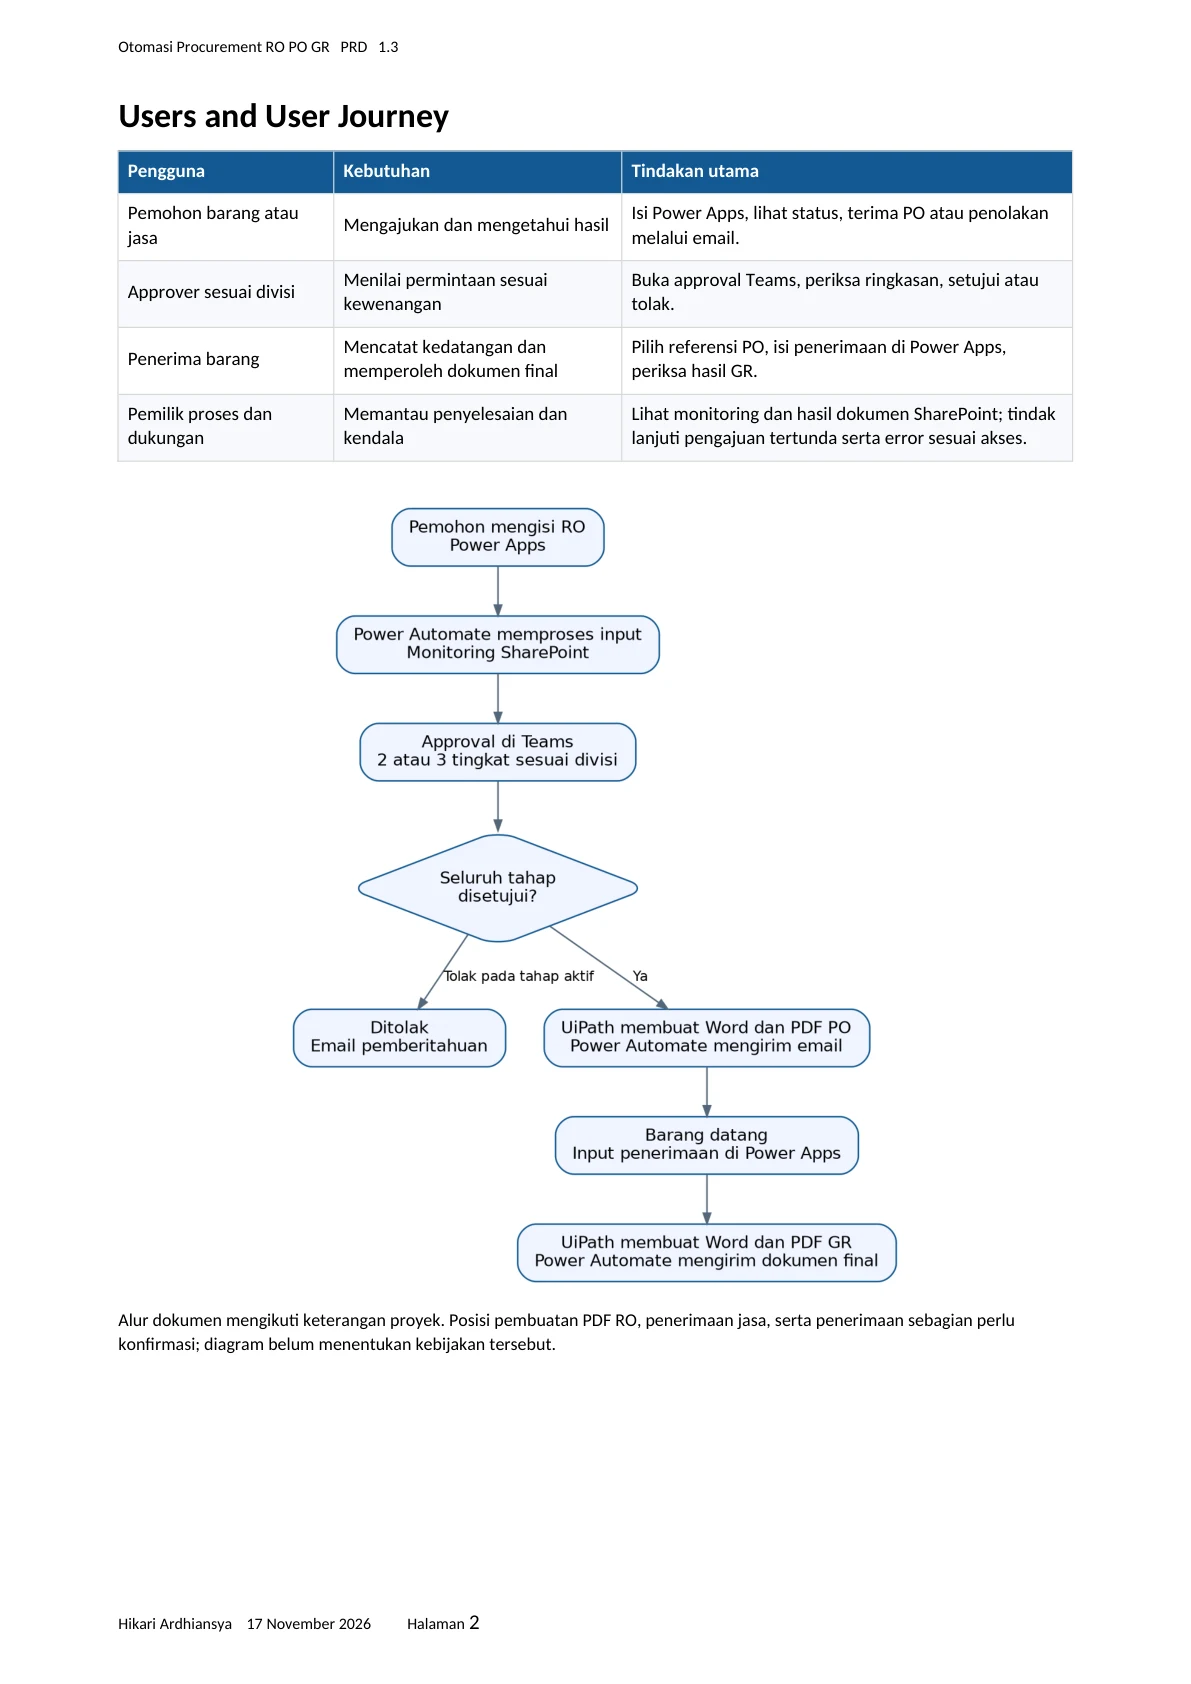 Otomasi Procurement RO PO GR PRD 1.3
Users and User Journey
Pengguna
Kebutuhan
Tindakan utama
Pemohon barang atau
jasa
Mengajukan dan mengetahui hasil
Isi Power Apps, lihat status, terima PO atau penolakan
melalui email.
Approver sesuai divisi
Menilai permintaan sesuai
kewenangan
Buka approval Teams, periksa ringkasan, setujui atau
tolak.
Penerima barang
Mencatat kedatangan dan
memperoleh dokumen final
Pilih referensi PO, isi penerimaan di Power Apps,
periksa hasil GR.
Pemilik proses dan
dukungan
Memantau penyelesaian dan
kendala
Lihat monitoring dan hasil dokumen SharePoint; tindak
lanjuti pengajuan tertunda serta error sesuai akses.
Pemohon mengisi RO
Power Apps
Power Automate memproses input
Monitoring SharePoint
Approval di Teams
2 atau 3 tingkat sesuai divisi
Seluruh tahap
disetujui?
Tolak pada tahap aktif
Ya
Ditolak
Email pemberitahuan
UiPath membuat Word dan PDF PO
Power Automate mengirim email
Barang datang
Input penerimaan di Power Apps
UiPath membuat Word dan PDF GR
Power Automate mengirim dokumen final
Alur dokumen mengikuti keterangan proyek. Posisi pembuatan PDF RO, penerimaan jasa, serta penerimaan sebagian perlu
konfirmasi; diagram belum menentukan kebijakan tersebut.
Hikari Ardhiansya 17 November 2026 Halaman 2